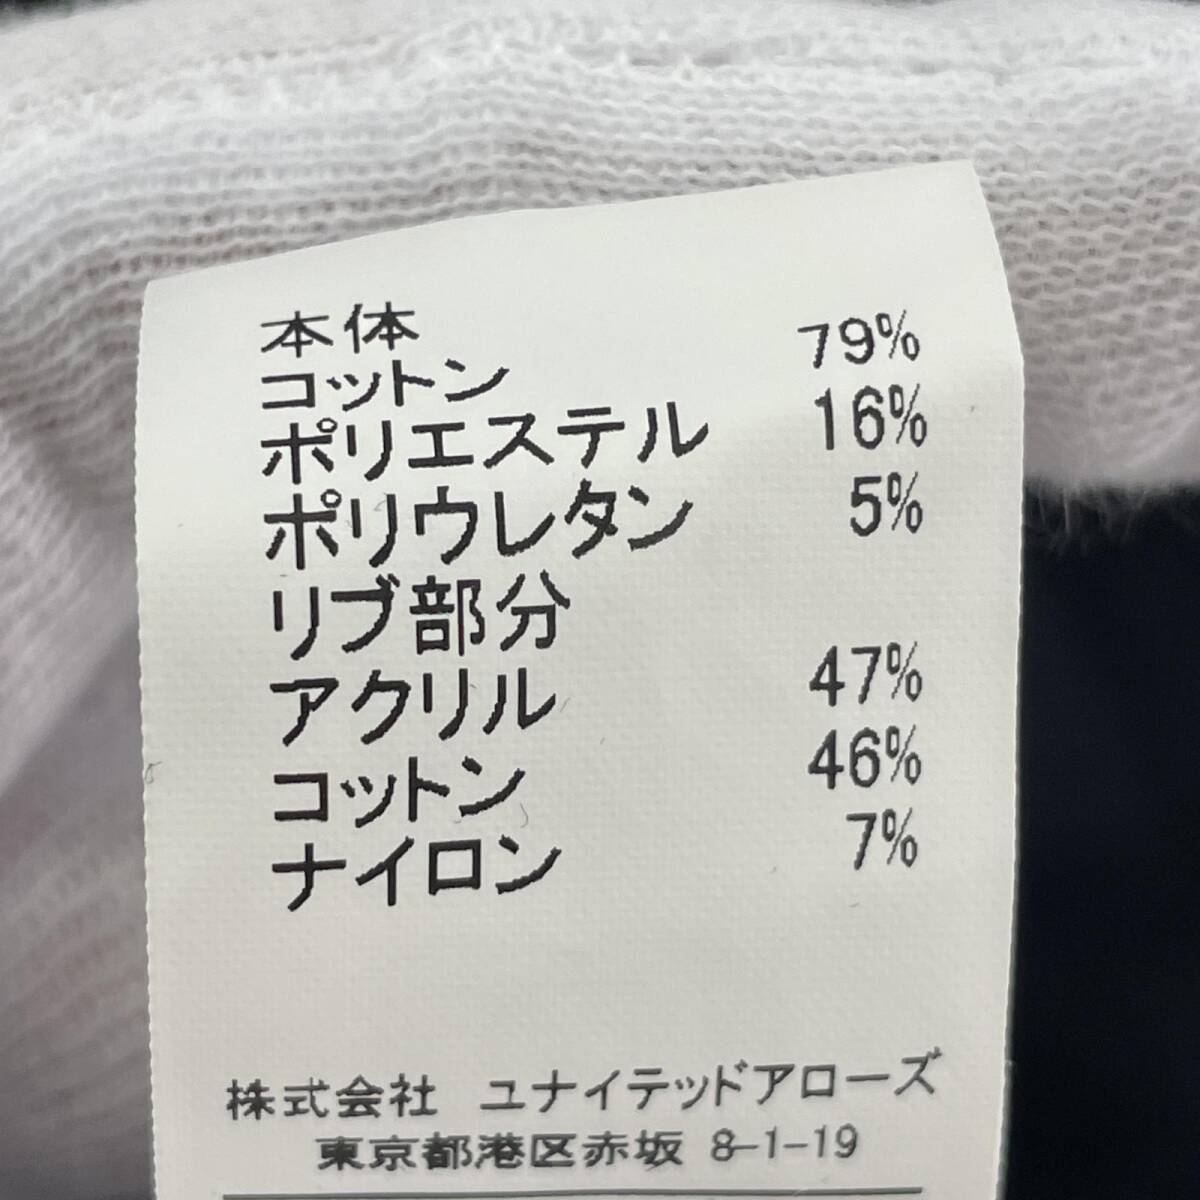 本体
コットン 79%
ポリエステル 16%
ポリウレタン 5%
リブ部分
アクリル 47%
コットン 46%
ナイロン 7%
株式会社 ユナイテッドアローズ
東京都港区赤坂 8-1-19